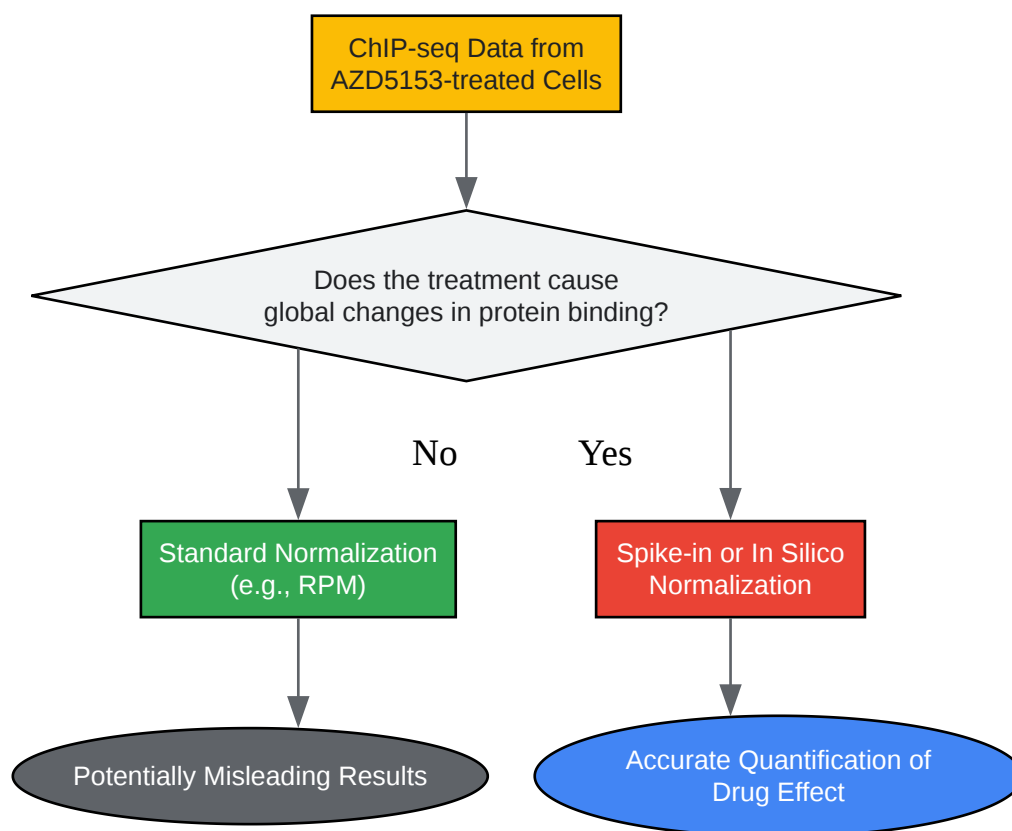 ChIP-seq Data from
AZD5153-treated Cells
Does the treatment cause
global changes in protein binding?
No
Yes
Standard Normalization
(e.g., RPM)
Spike-in or In Silico
Normalization
Potentially Misleading Results
Accurate Quantification of
Drug Effect